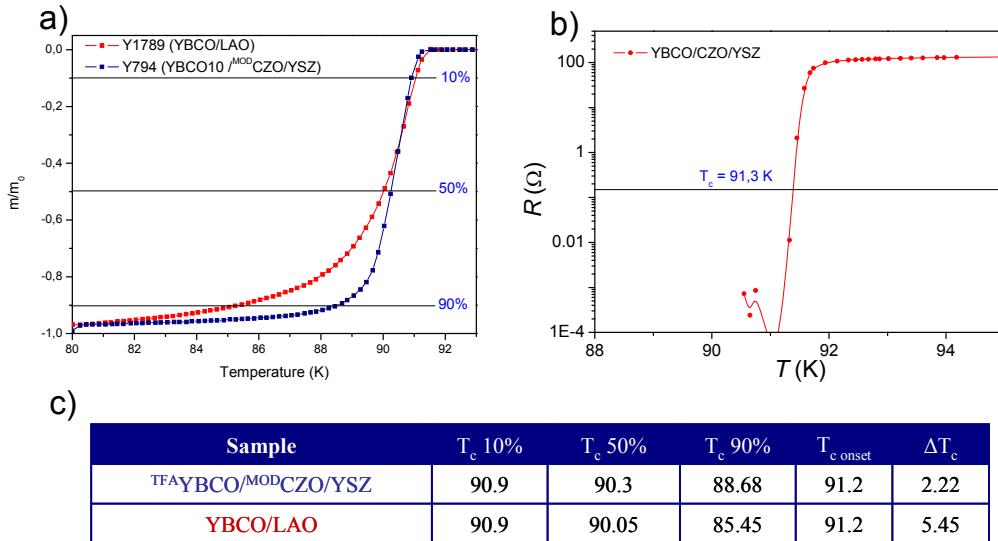 a)
Y1789 (YBCO/LAO)
Y794 (YBCO10 /MODCZO/YSZ)
10%
50%
90%
0,0
-0,2
-0,4
-0,6
-0,8
-1,0
m/m0
80 82 84 86 88 90 92
Temperature (K)
b)
YBCO/CZO/YSZ
Tc = 91,3 K
100
1
0.01
1E-4
R (Ω)
88 90 92 94
T (K)
c)
Sample Tc 10% Tc 50% Tc 90% Tc onset ΔTc
TFAYBCO/MODCZO/YSZ 90.9 90.3 88.68 91.2 2.22
YBCO/LAO 90.9 90.05 85.45 91.2 5.45